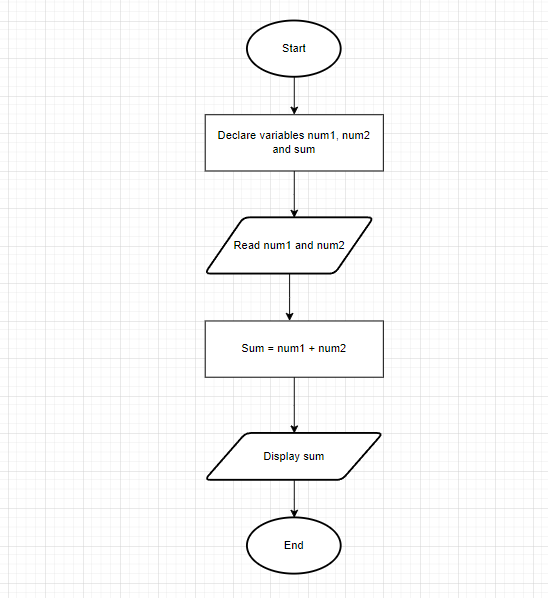 Start
Declare variables num1, num2
and sum
Read num1 and num2
Sum = num1 + num2
Display sum
End